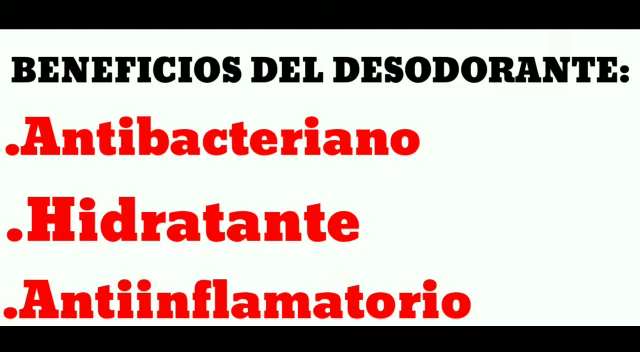 BENEFICIOS DEL DESODORANTE:
.Antibacteriano
.Hidratante
.Antiinflamatorio